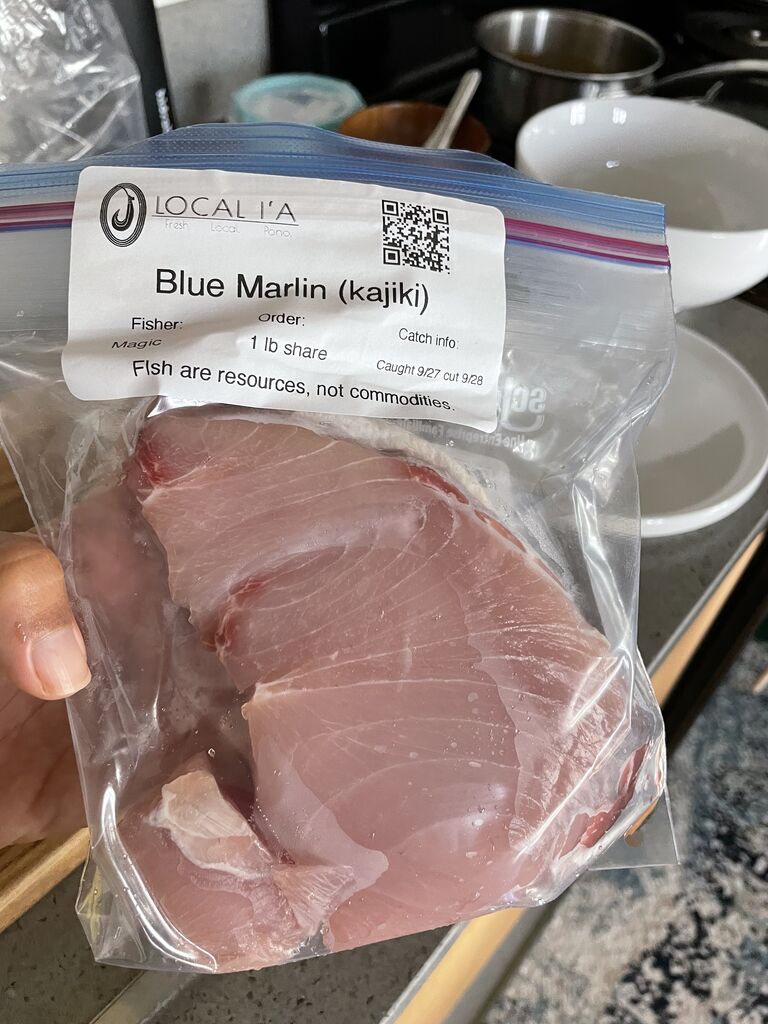 LOCAL I'A
Fresh. Local. Pono.
Blue Marlin (kajiki)
Fisher:
Magic
Order:
1 lb share
Catch info:
Caught 9/27 cut 9/28
Fish are resources, not commodities.